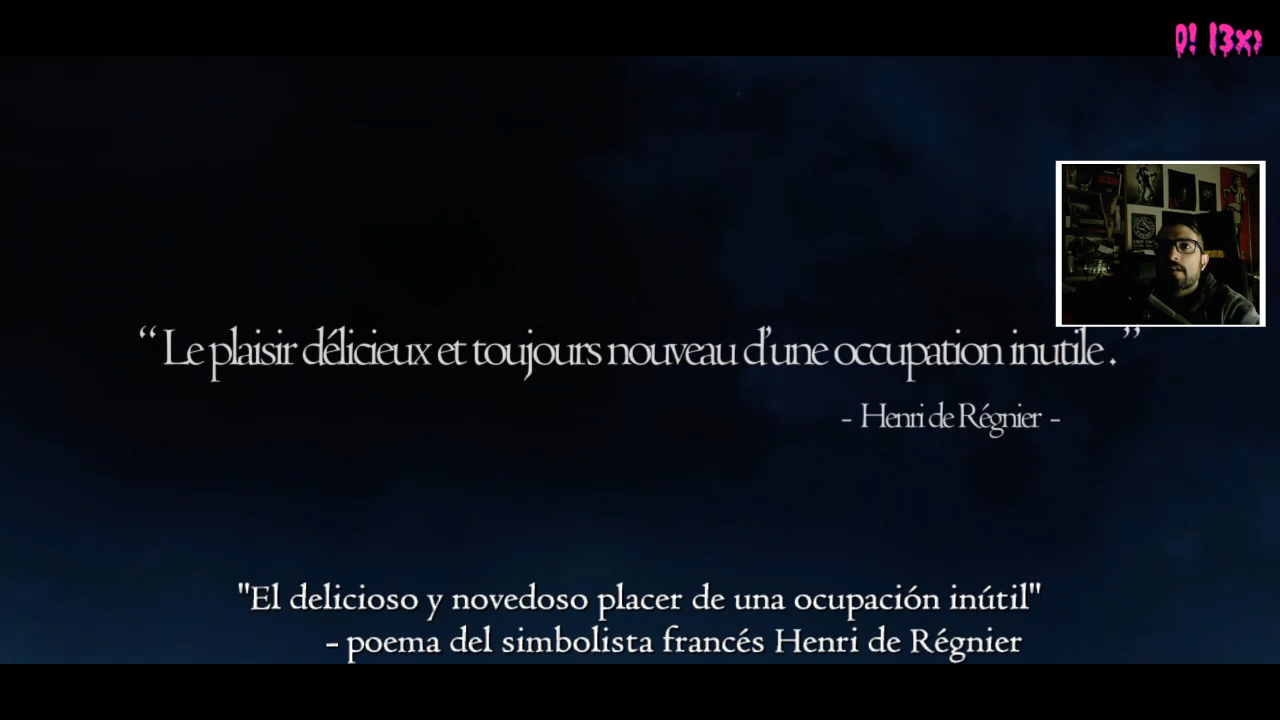 “ Le plaisir délicieux et toujours nouveau d’une occupation inutile . ”
- Henri de Régnier -
"El delicioso y novedoso placer de una ocupación inútil"
- poema del simbolista francés Henri de Régnier